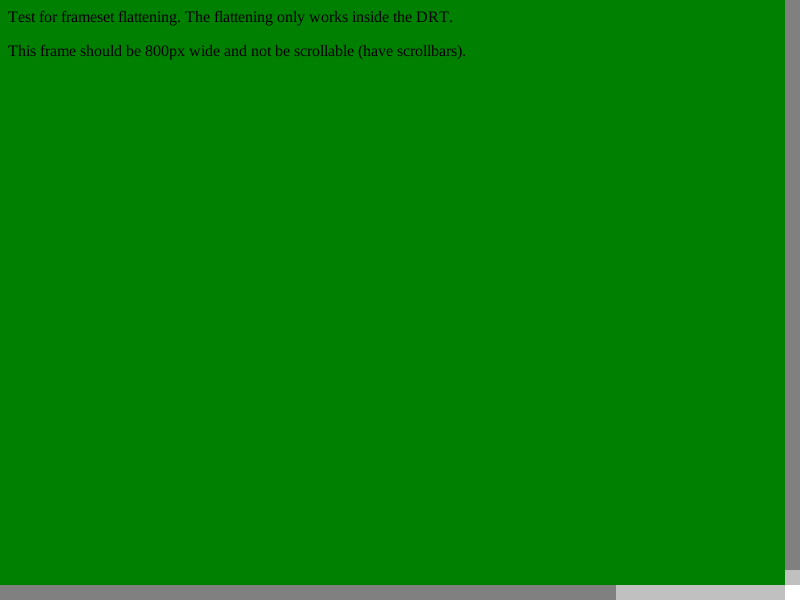 Test for frameset flattening. The flattening only works inside the DRT.
This frame should be 800px wide and not be scrollable (have scrollbars).